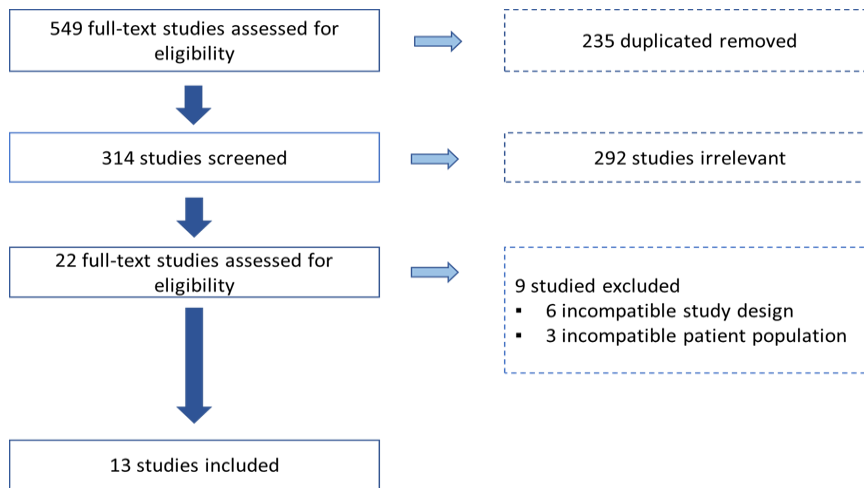 549 full-text studies assessed for
eligibility
235 duplicated removed
314 studies screened
292 studies irrelevant
22 full-text studies assessed for
eligibility
9 studied excluded
▪ 6 incompatible study design
▪ 3 incompatible patient population
13 studies included